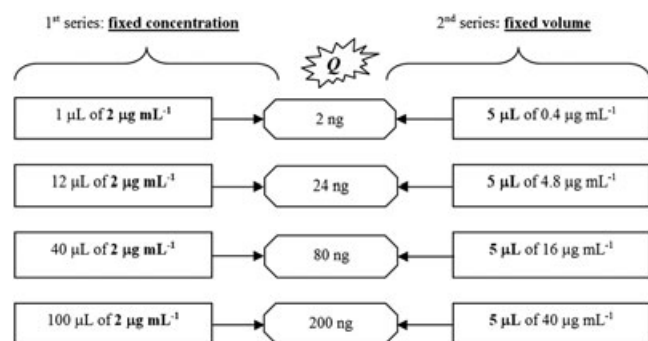 1st series: fixed concentration
Q
2nd series: fixed volume
1 µL of 2 µg mL-1
2 ng
5 µL of 0.4 µg mL-1
12 µL of 2 µg mL-1
24 ng
5 µL of 4.8 µg mL-1
40 µL of 2 µg mL-1
80 ng
5 µL of 16 µg mL-1
100 µL of 2 µg mL-1
200 ng
5 µL of 40 µg mL-1